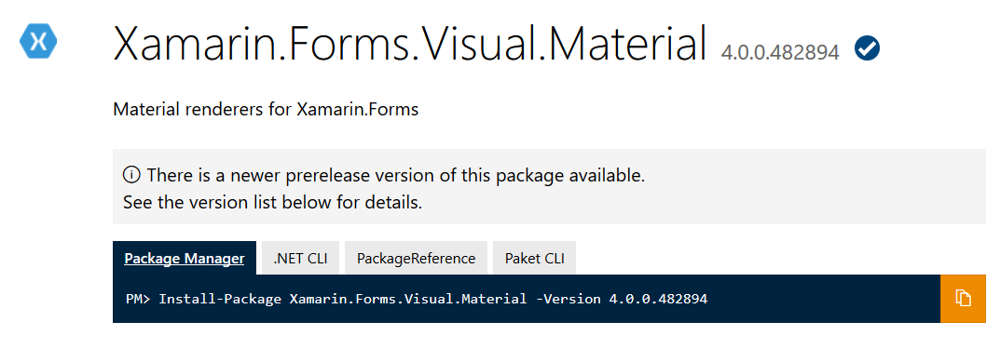 Xamarin.Forms.Visual.Material 4.0.0.482894
Material renderers for Xamarin.Forms
There is a newer prerelease version of this package available.
See the version list below for details.
Package Manager .NET CLI PackageReference Paket CLI
PM> Install-Package Xamarin.Forms.Visual.Material -Version 4.0.0.482894